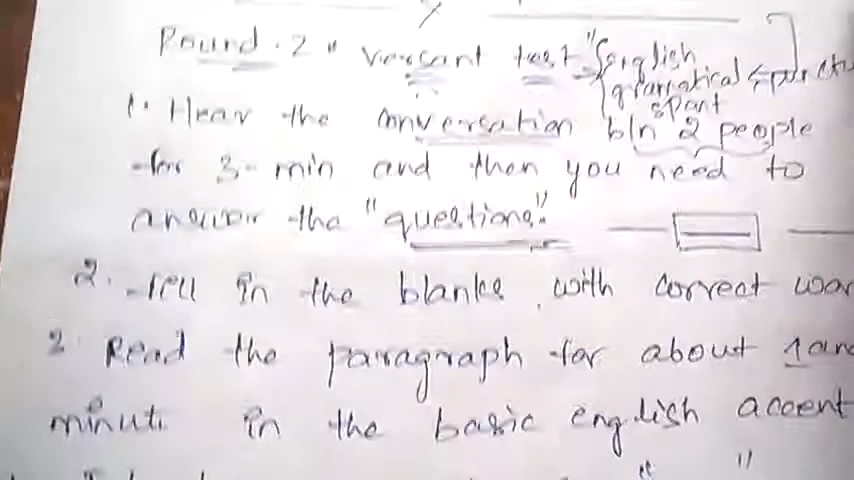 Round - 2 " versant test "English
gramatical &
1. Hear the conversation b/n 2 people
for 3 - min and then you need to
answer the "questions".
2. Fill in the blanks with correct
3. Read the paragraph for about 1
minute in the basic english accent